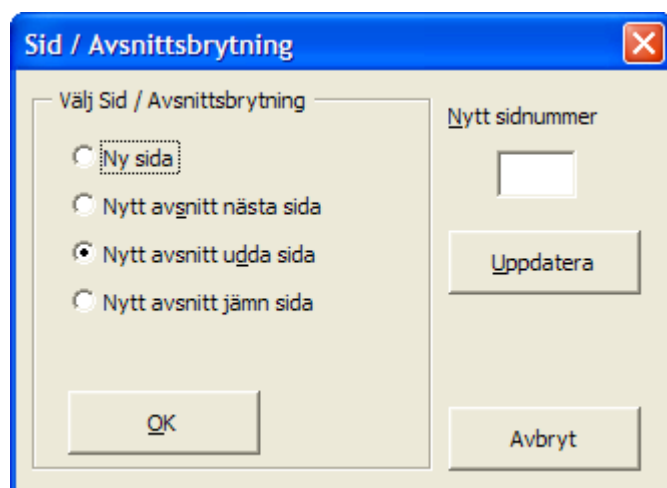 Sid / Avsnittsbrytning
Välj Sid / Avsnittsbrytning
Ny sida
Nytt avsnitt nästa sida
Nytt avsnitt udda sida
Nytt avsnitt jämn sida
OK
Nytt sidnummer
Uppdatera
Avbryt